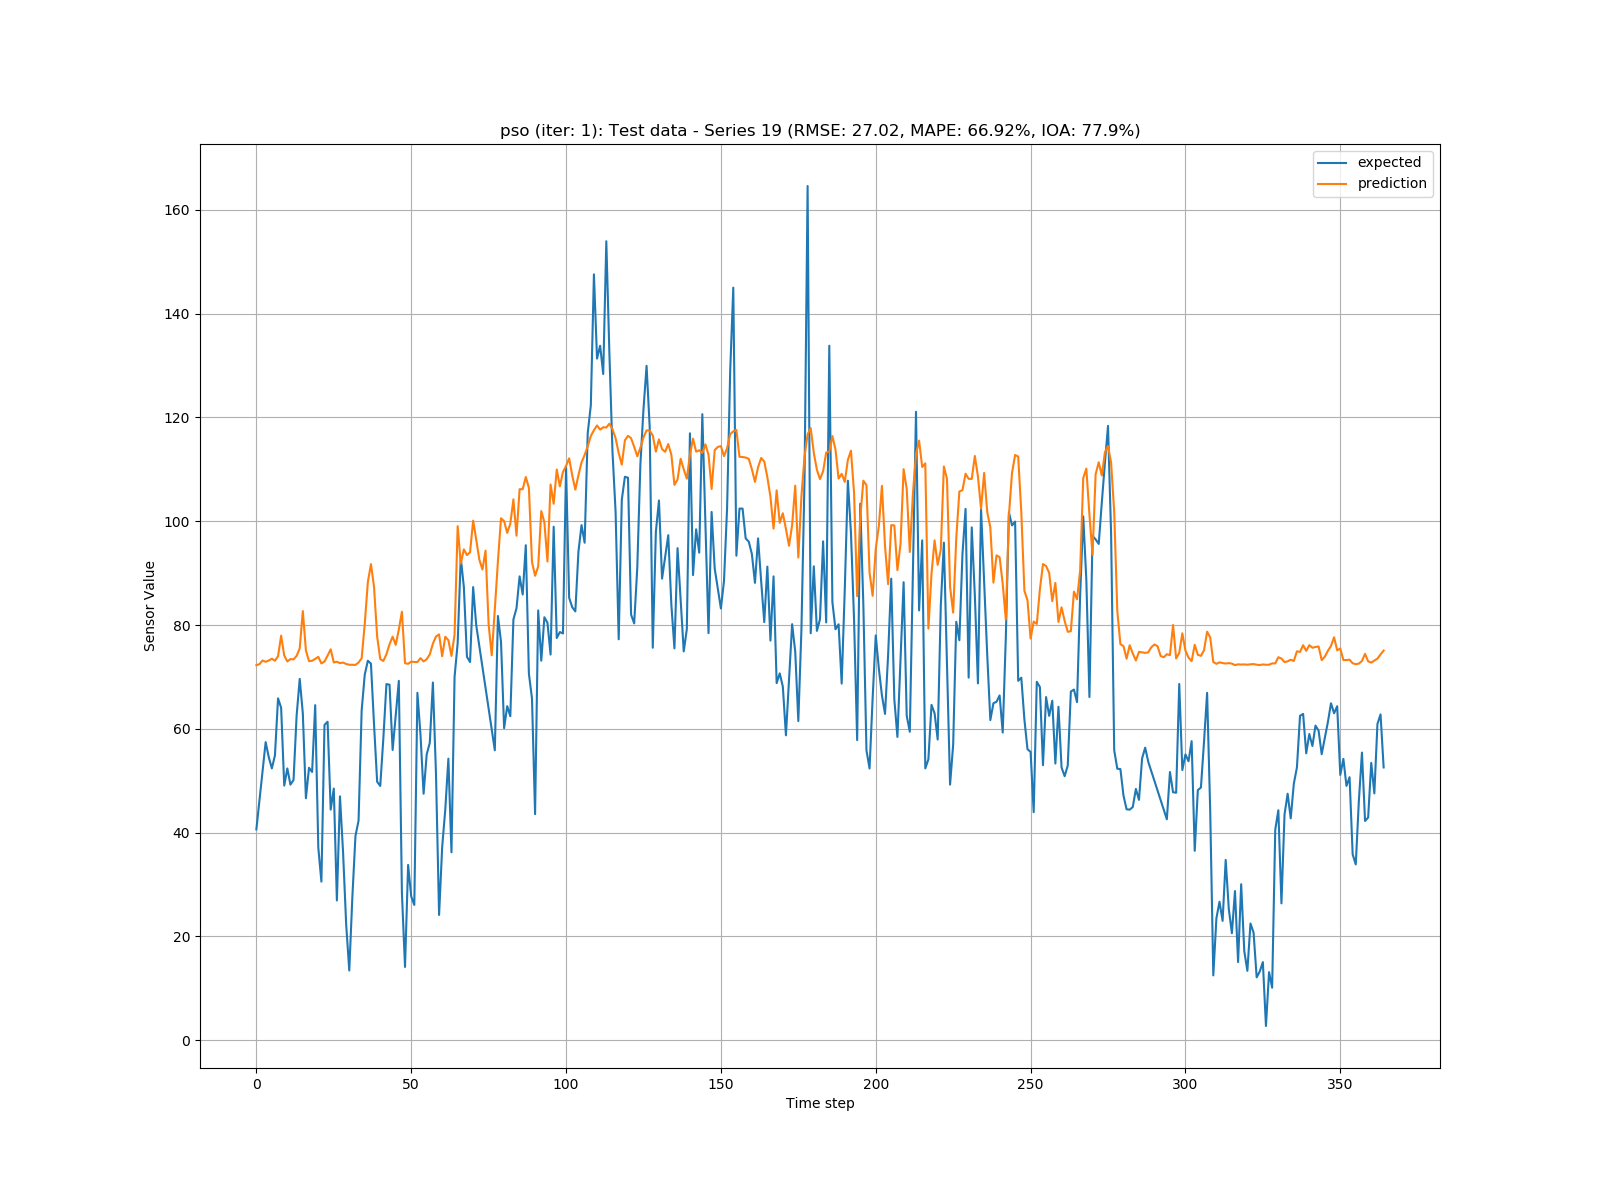 pso (iter: 1): Test data - Series 19 (RMSE: 27.02, MAPE: 66.92%, IOA: 77.9%)
expected
prediction
160
140
120
100
80
60
40
20
0
Sensor Value
0 50 100 150 200 250 300 350
Time step